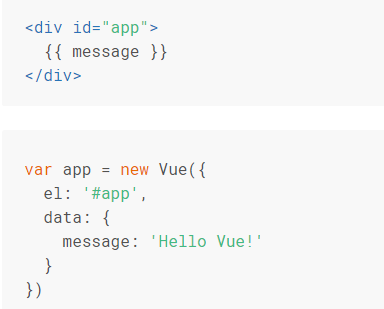 <div id="app">
  {{ message }}
</div>
var app = new Vue({
  el: '#app',
  data: {
    message: 'Hello Vue!'
  }
})